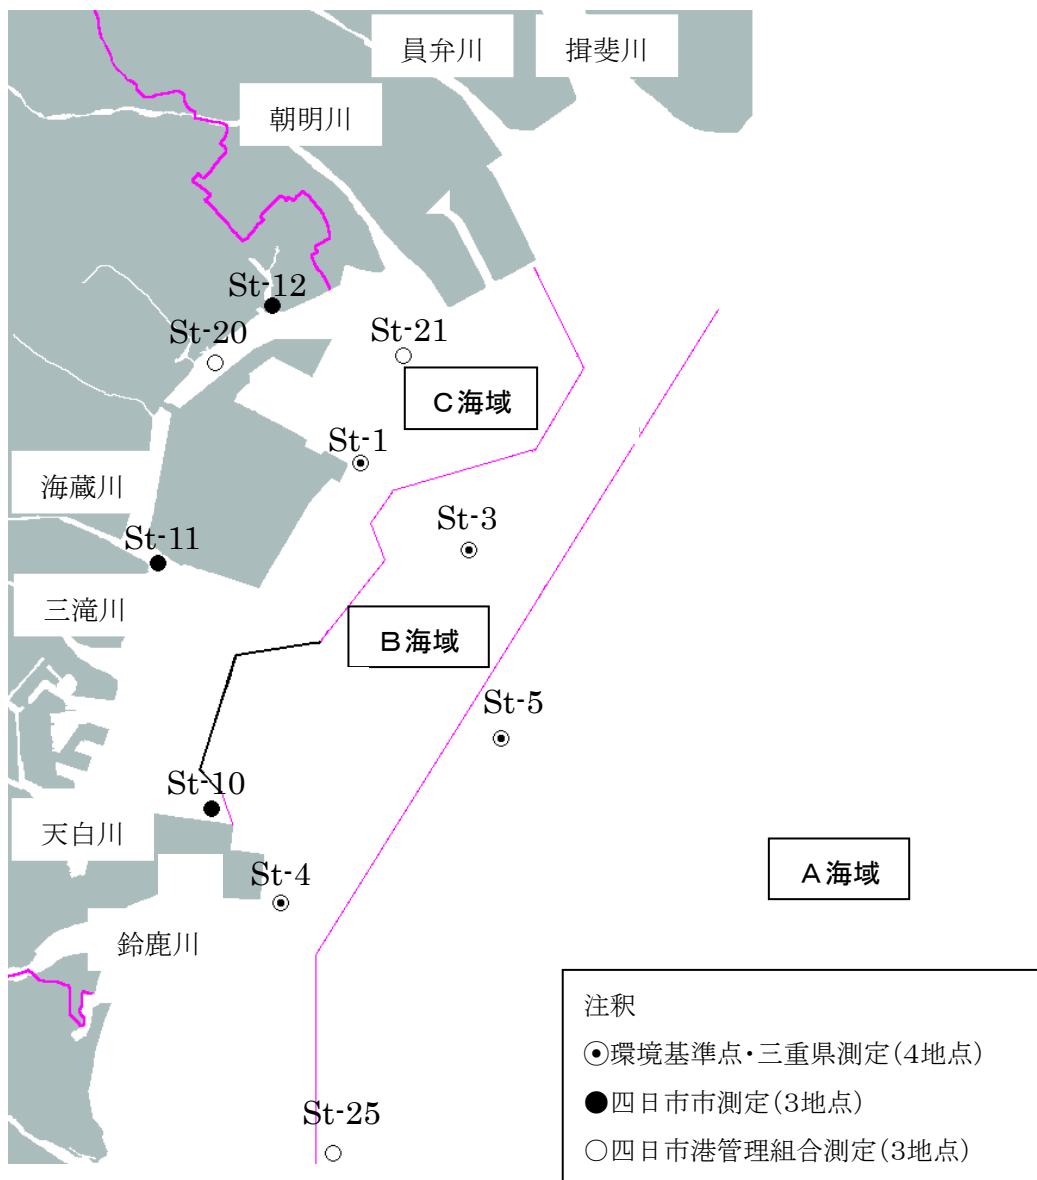 員弁川
揖斐川
朝明川
St-12
St-20
St-21
C海域
St-1
海蔵川
St-3
St-11
三滝川
B海域
St-5
St-10
天白川
A海域
St-4
鈴鹿川
注釈
◉環境基準点・三重県測定(4地点)
●四日市市測定(3地点)
○四日市港管理組合測定(3地点)
St-25